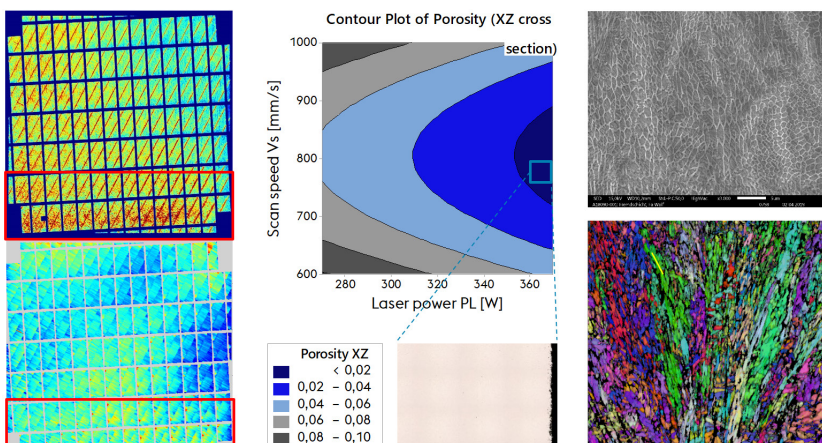 Contour Plot of Porosity (XZ cross
section)
Scan speed Vs [mm/s]
1000
900
800
700
600
280
300
320
340
360
Laser power PL [W]
Porosity XZ
< 0,02
0,02 – 0,04
0,04 – 0,06
0,06 – 0,08
0,08 – 0,10